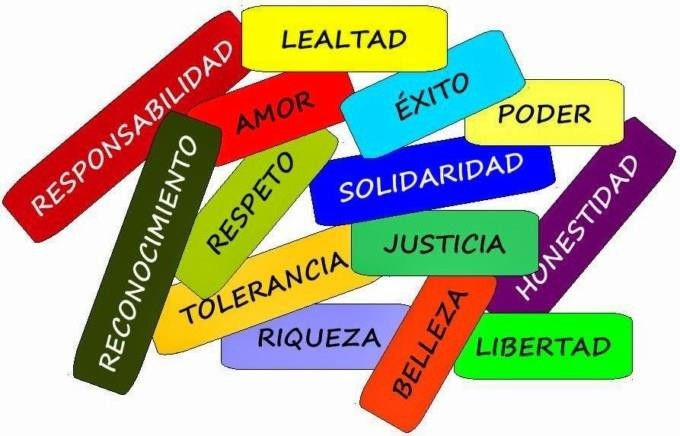 LEALTAD
RESPONSABILIDAD
AMOR
ÉXITO
PODER
RECONOCIMIENTO
RESPETO
SOLIDARIDAD
HONESTIDAD
JUSTICIA
TOLERANCIA
RIQUEZA
BELLEZA
LIBERTAD